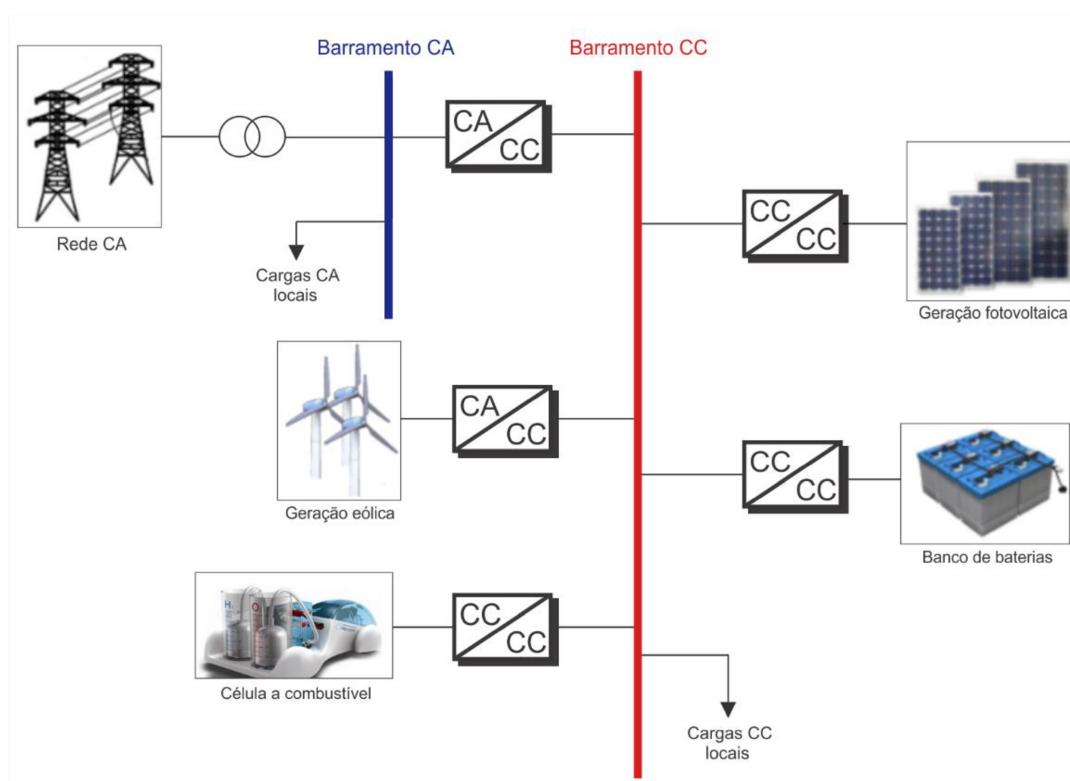 Barramento CA
Barramento CC
CA
CC
Rede CA
Cargas CA
locais
CC
CC
Geração fotovoltaica
CA
CC
Geração eólica
CC
CC
Banco de baterias
H
O
CC
CC
Célula a combustível
Cargas CC
locais